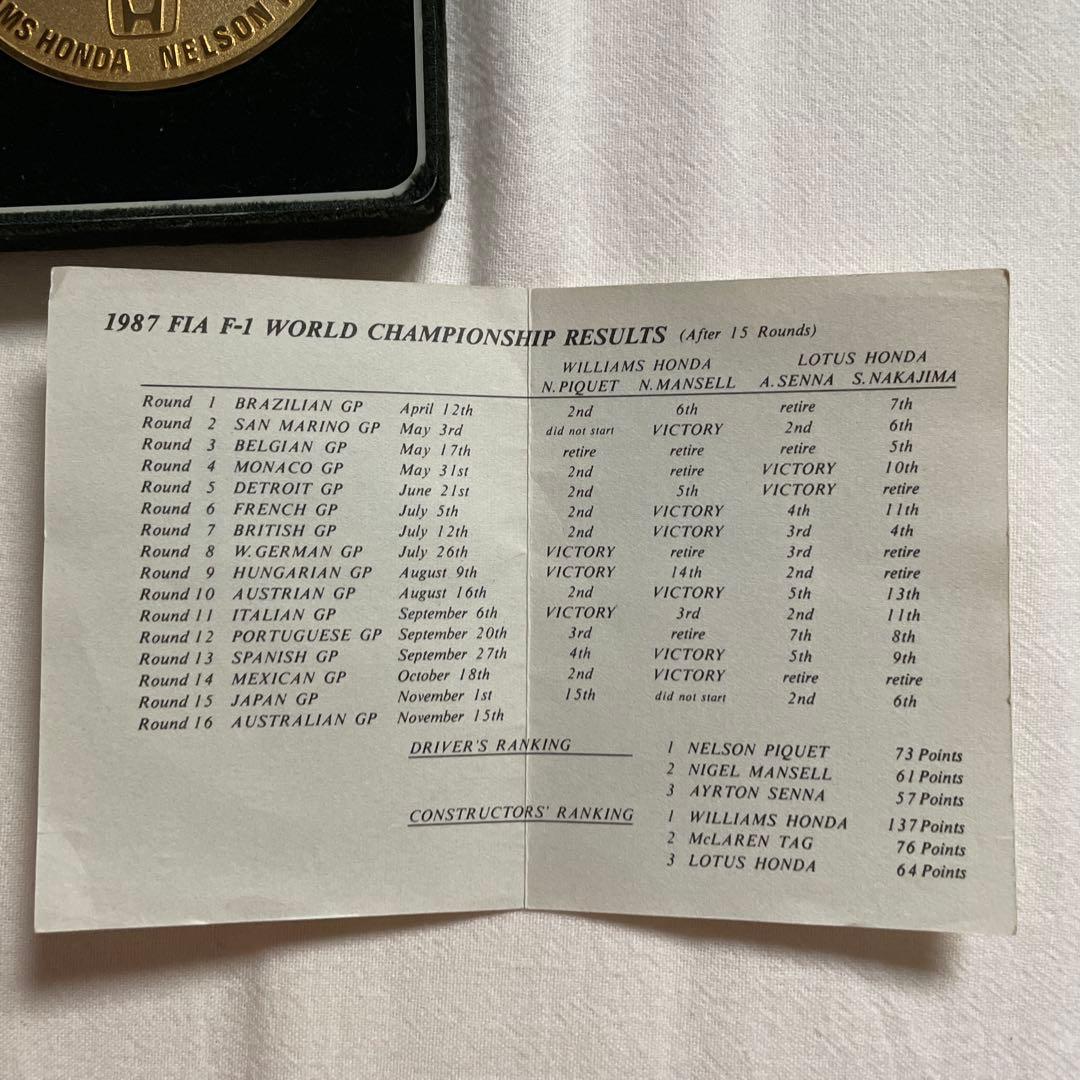 MS HONDA NELSON
1987 FIA F-1 WORLD CHAMPIONSHIP RESULTS (After 15 Rounds)
WILLIAMS HONDA LOTUS HONDA
N. PIQUET N. MANSELL A. SENNA S. NAKAJIMA
Round 1 BRAZILIAN GP April 12th 2nd 6th retire 7th
Round 2 SAN MARINO GP May 3rd did not start VICTORY 2nd 6th
Round 3 BELGIAN GP May 17th retire retire retire 5th
Round 4 MONACO GP May 31st 2nd retire VICTORY 10th
Round 5 DETROIT GP June 21st 2nd 5th VICTORY retire
Round 6 FRENCH GP July 5th 2nd VICTORY 4th 11th
Round 7 BRITISH GP July 12th 2nd VICTORY 3rd 4th
Round 8 W. GERMAN GP July 26th VICTORY retire 3rd retire
Round 9 HUNGARIAN GP August 9th VICTORY 14th 2nd retire
Round 10 AUSTRIAN GP August 16th 2nd VICTORY 5th 13th
Round 11 ITALIAN GP September 6th VICTORY 3rd 2nd 11th
Round 12 PORTUGUESE GP September 20th 3rd retire 7th 8th
Round 13 SPANISH GP September 27th 4th VICTORY 5th 9th
Round 14 MEXICAN GP October 18th 2nd VICTORY retire retire
Round 15 JAPAN GP November 1st 15th did not start 2nd 6th
Round 16 AUSTRALIAN GP November 15th
DRIVER'S RANKING 1 NELSON PIQUET 73 Points
2 NIGEL MANSELL 61 Points
3 AYRTON SENNA 57 Points
CONSTRUCTORS' RANKING 1 WILLIAMS HONDA 137 Points
2 McLAREN TAG 76 Points
3 LOTUS HONDA 64 Points